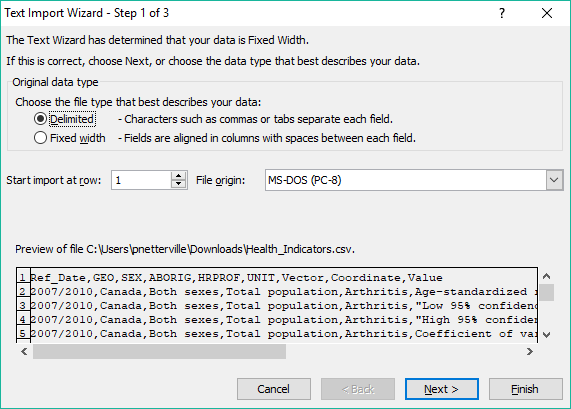 Text Import Wizard - Step 1 of 3
The Text Wizard has determined that your data is Fixed Width.
If this is correct, choose Next, or choose the data type that best describes your data.
Original data type
Choose the file type that best describes your data:
Delimited - Characters such as commas or tabs separate each field.
Fixed width - Fields are aligned in columns with spaces between each field.
Start import at row: 1 File origin: MS-DOS (PC-8)
Preview of file C:\Users\pnetterville\Downloads\Health_Indicators.csv.
1 Ref_Date,GEO,SEX,ABORIG,HRPROF,UNIT,Vector,Coordinate,Value
2 2007/2010,Canada,Both sexes,Total population,Arthritis,Age-standardized
3 2007/2010,Canada,Both sexes,Total population,Arthritis,"Low 95% confiden
4 2007/2010,Canada,Both sexes,Total population,Arthritis,"High 95% confide
5 2007/2010,Canada,Both sexes,Total population,Arthritis,Coefficient of va
Cancel < Back Next > Finish